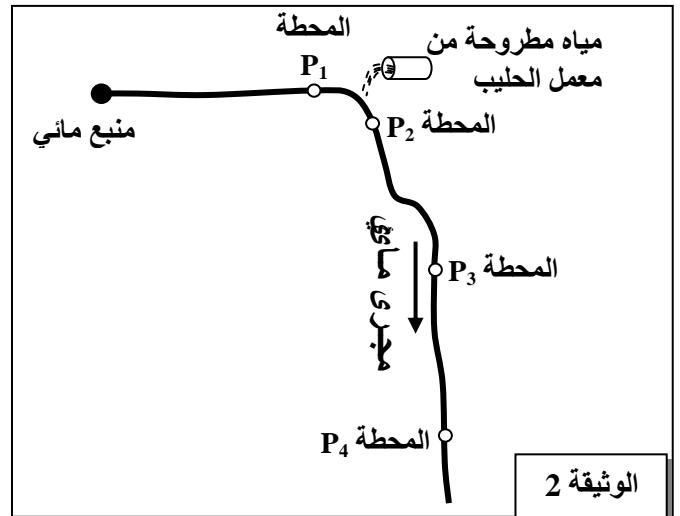 المحطة
P1
مياه مطروحة من
معمل الحليب
منبع مائي
المحطة P2
مجرى مائي
المحطة P3
المحطة P4
الوثيقة 2